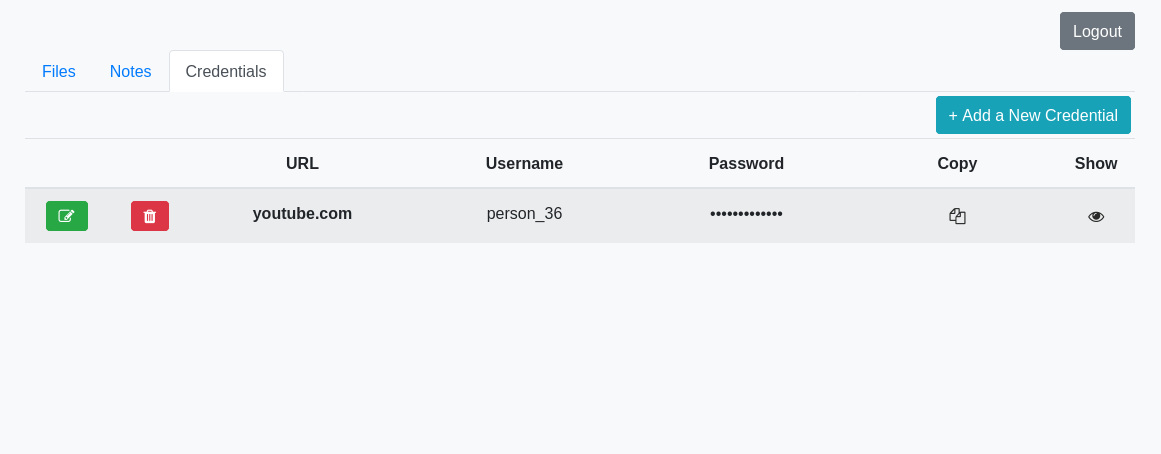 Logout
Files Notes Credentials
+ Add a New Credential
URL Username Password Copy Show
youtube.com person_36 •••••••••••••